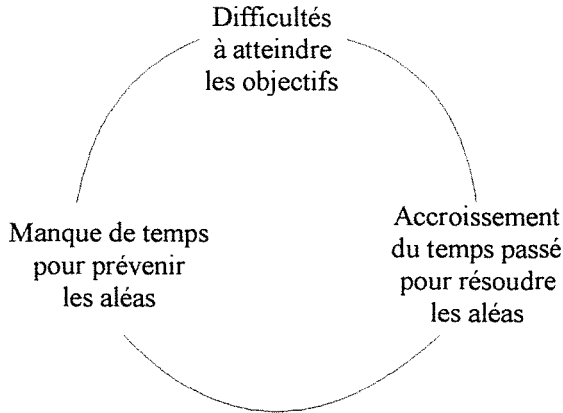 Difficultés
à atteindre
les objectifs
Accroissement
du temps passé
pour résoudre
les aléas
Manque de temps
pour prévenir
les aléas